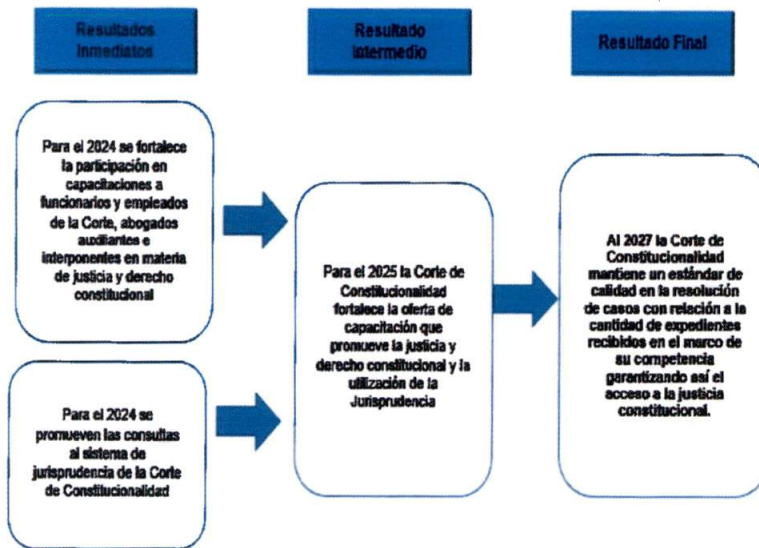 Resultados
Inmediatos
Resultado
Intermedio
Resultado Final
Para el 2024 se fortalece
la participación en
capacitaciones a
funcionarios y empleados
de la Corte, abogados
auxiliantes e
interponentes en materia
de justicia y derecho
constitucional
Para el 2024 se
promueven las consultas
al sistema de
jurisprudencia de la Corte
de Constitucionalidad
Para el 2025 la Corte de
Constitucionalidad
fortalece la oferta de
capacitación que
promueve la justicia y
derecho constitucional y la
utilización de la
Jurisprudencia
Al 2027 la Corte de
Constitucionalidad
mantiene un estándar de
calidad en la resolución
de casos con relación a la
cantidad de expedientes
recibidos en el marco de
su competencia
garantizando así el
acceso a la justicia
constitucional.